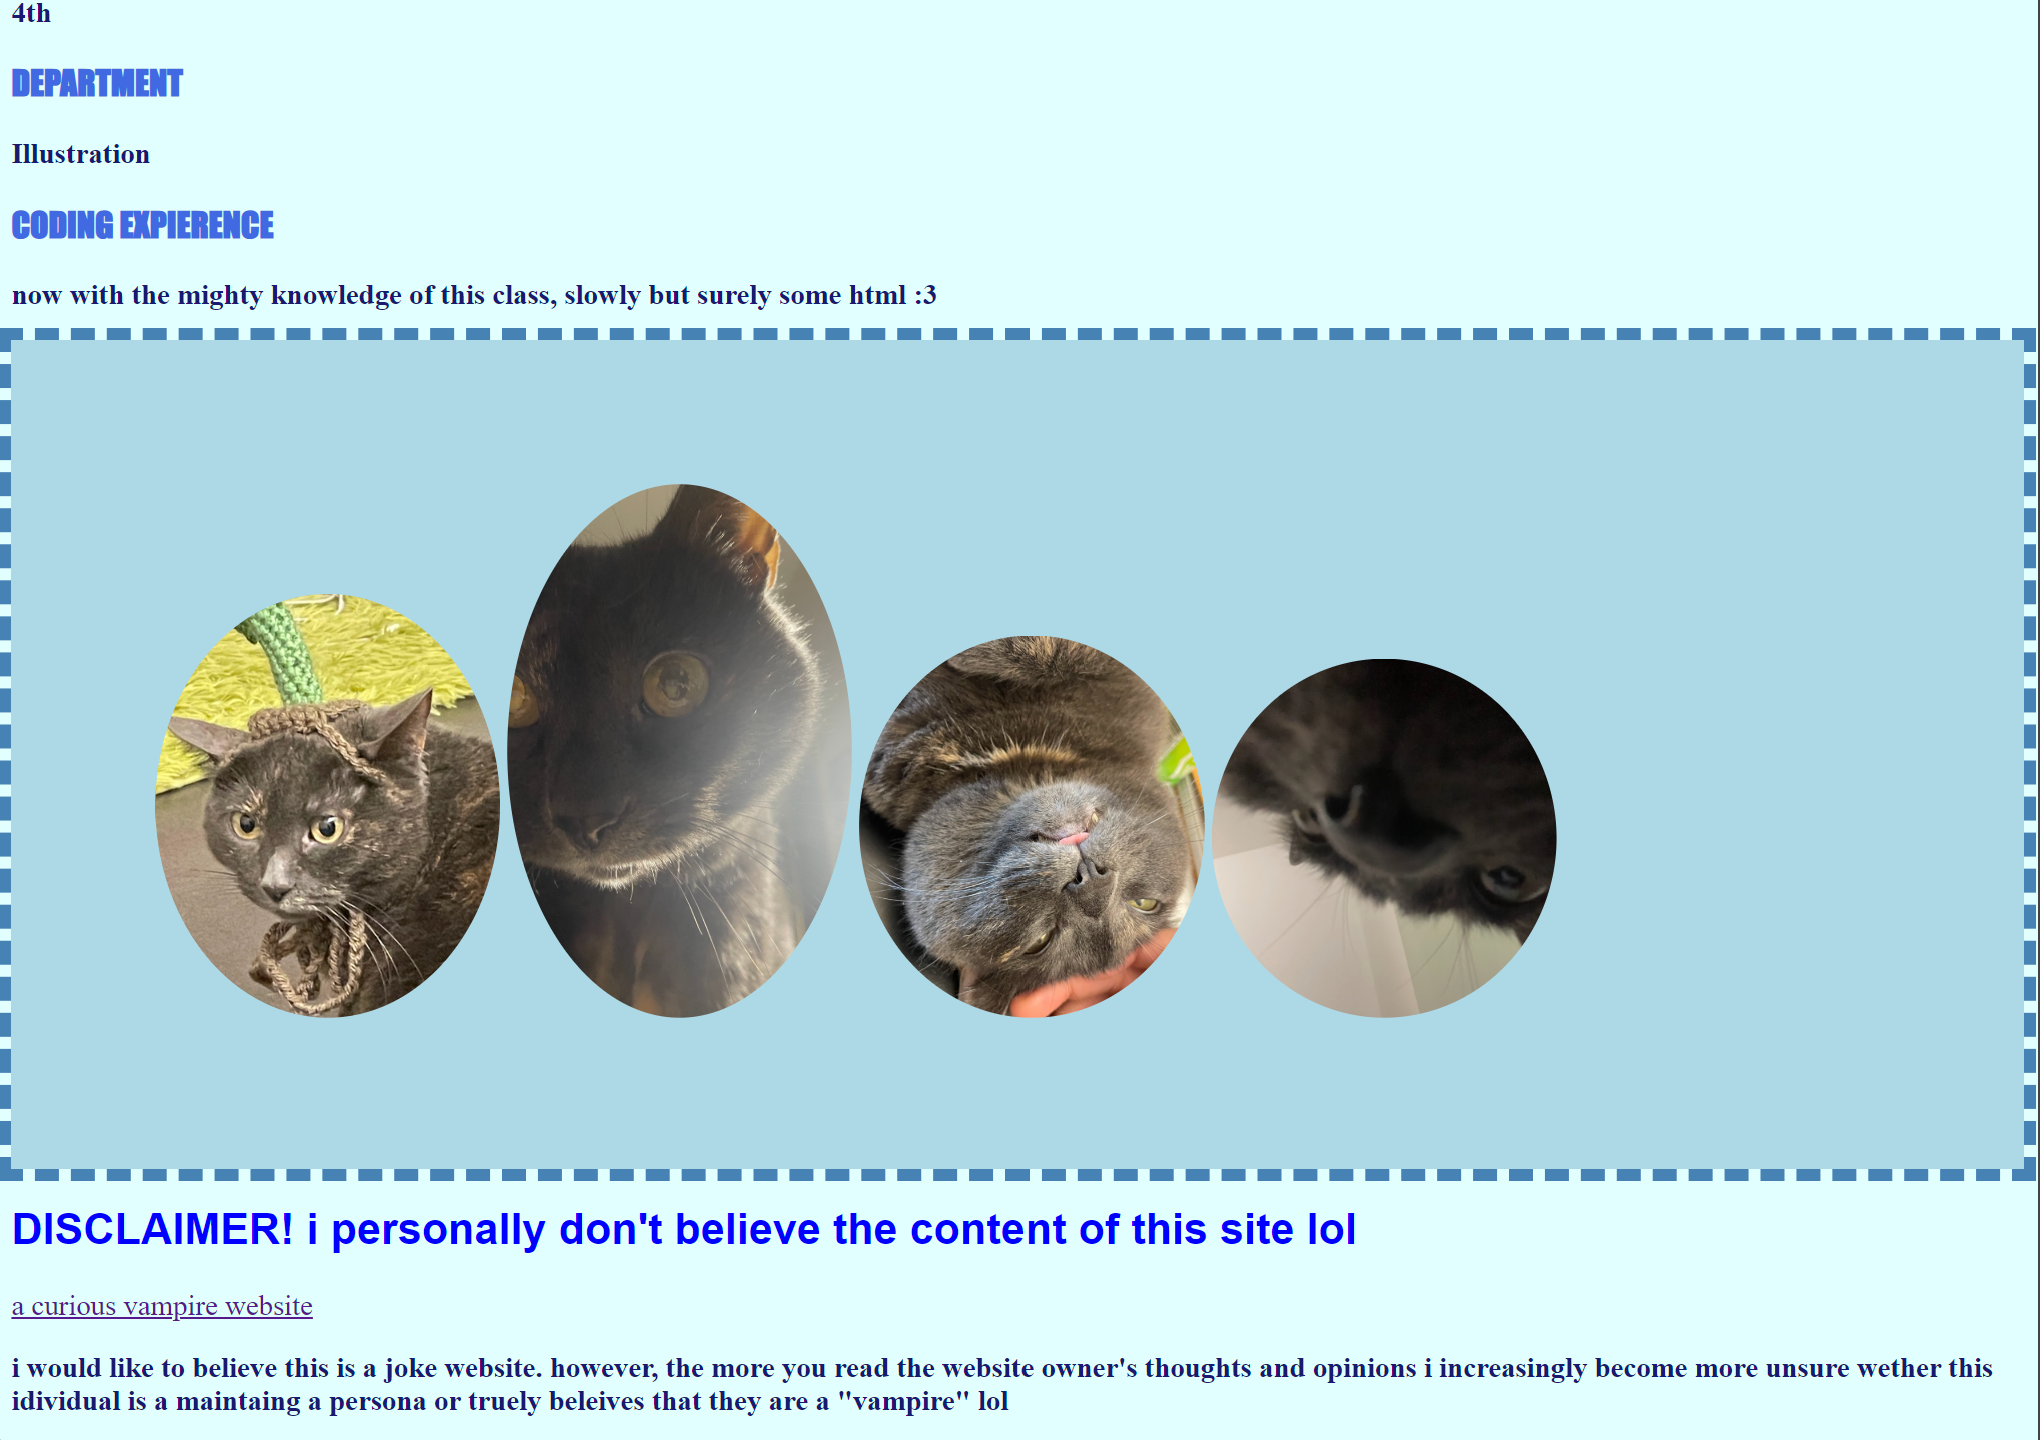 4th
DEPARTMENT
Illustration
CODING EXPIERENCE
now with the mighty knowledge of this class, slowly but surely some html :3
DISCLAIMER! i personally don't believe the content of this site lol
a curious vampire website
i would like to believe this is a joke website. however, the more you read the website owner's thoughts and opinions i increasingly become more unsure wether this
idividual is a maintaing a persona or truely beleives that they are a "vampire" lol